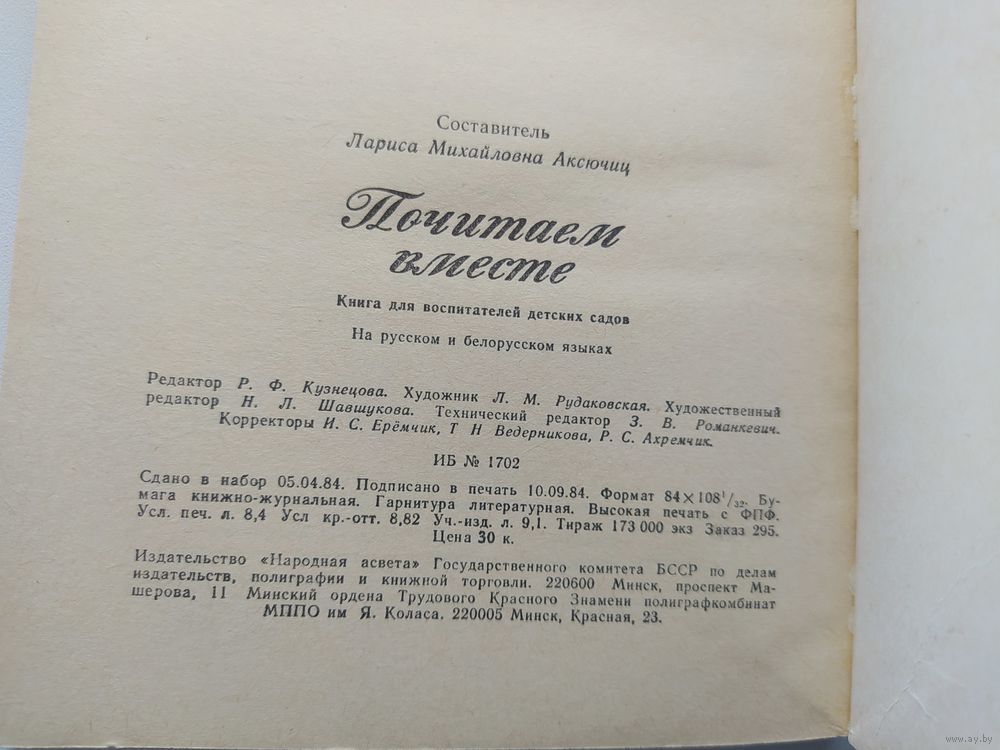 Составитель
Лариса Михайловна Аксючиц
Почитаем
вместе
Книга для воспитателей детских садов
На русском и белорусском языках
Редактор Р. Ф. Кузнецова. Художник Л. М. Рудаковская. Художественный
редактор Н. Л. Шавшукова. Технический редактор З. В. Романкевич.
Корректоры И. С. Ерёмчик, Т Н Ведерникова, Р. С. Ахремчик.
ИБ № 1702
Сдано в набор 05.04.84. Подписано в печать 10.09.84. Формат 84×108¹/₃₂. Бу-
мага книжно-журнальная. Гарнитура литературная. Высокая печать с ФПФ.
Усл. печ. л. 8,4 Усл кр.-отт. 8,82 Уч.-изд. л. 9,1. Тираж 173 000 экз Заказ 295.
Цена 30 к.
Издательство «Народная асвета» Государственного комитета БССР по делам
издательств, полиграфии и книжной торговли. 220600 Минск, проспект Ма-
шерова, 11 Минский ордена Трудового Красного Знамени полиграфкомбинат
МППО им Я. Коласа. 220005 Минск, Красная, 23.
www.ay.by